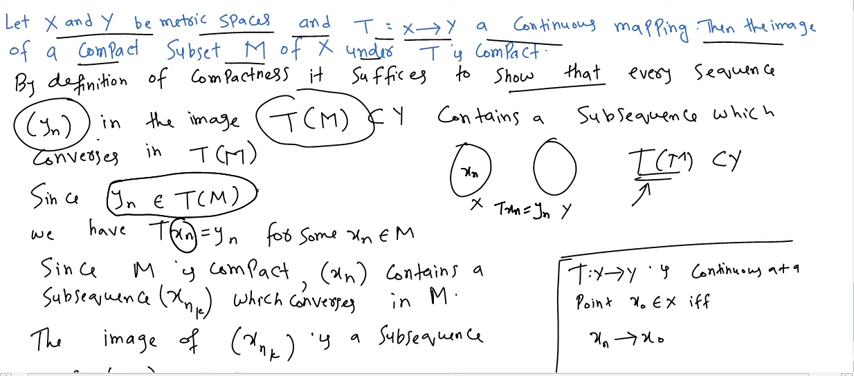 Let X and Y be metric spaces and T : X→Y a continuous mapping. Then the image
of a compact subset M of X under T is compact.
By definition of compactness it suffices to show that every sequence
(yn) in the image T(M) ⊂ Y contains a subsequence which
converges in T(M)
Since yn ∈ T(M)
we have Txn = yn for some xn ∈ M
Since M is compact, (xn) contains a
subsequence (xnk) which converges in M.
The image of (xnk) is a subsequence
xn
X Txn = yn Y
T(M) ⊂ Y
T:X→Y is continuous at a
Point x0 ∈ X iff
xn → x0